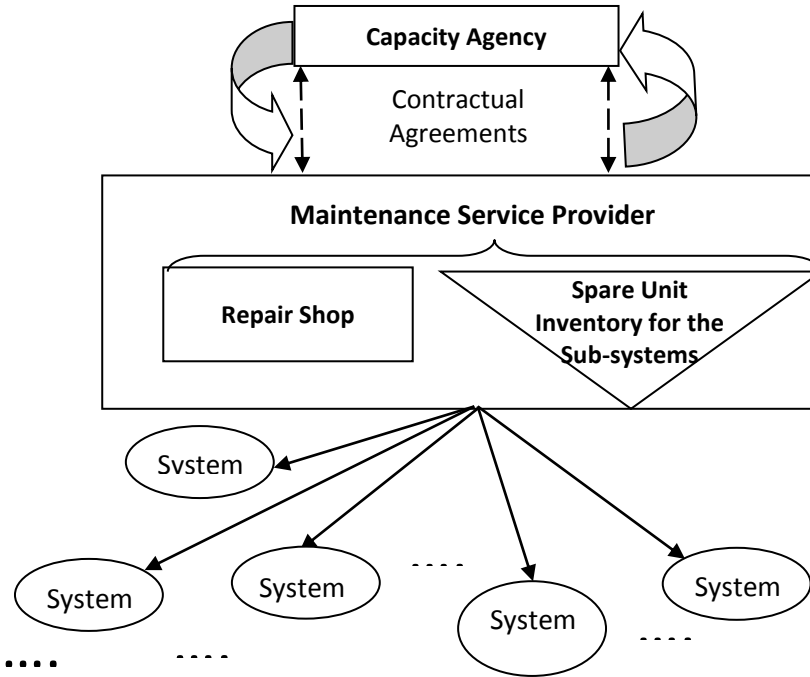 Capacity Agency
Contractual
Agreements
Maintenance Service Provider
Repair Shop
Spare Unit
Inventory for the
Sub-systems
System
System
System
. . . .
System
System
. . . .
. . . .
. . . .